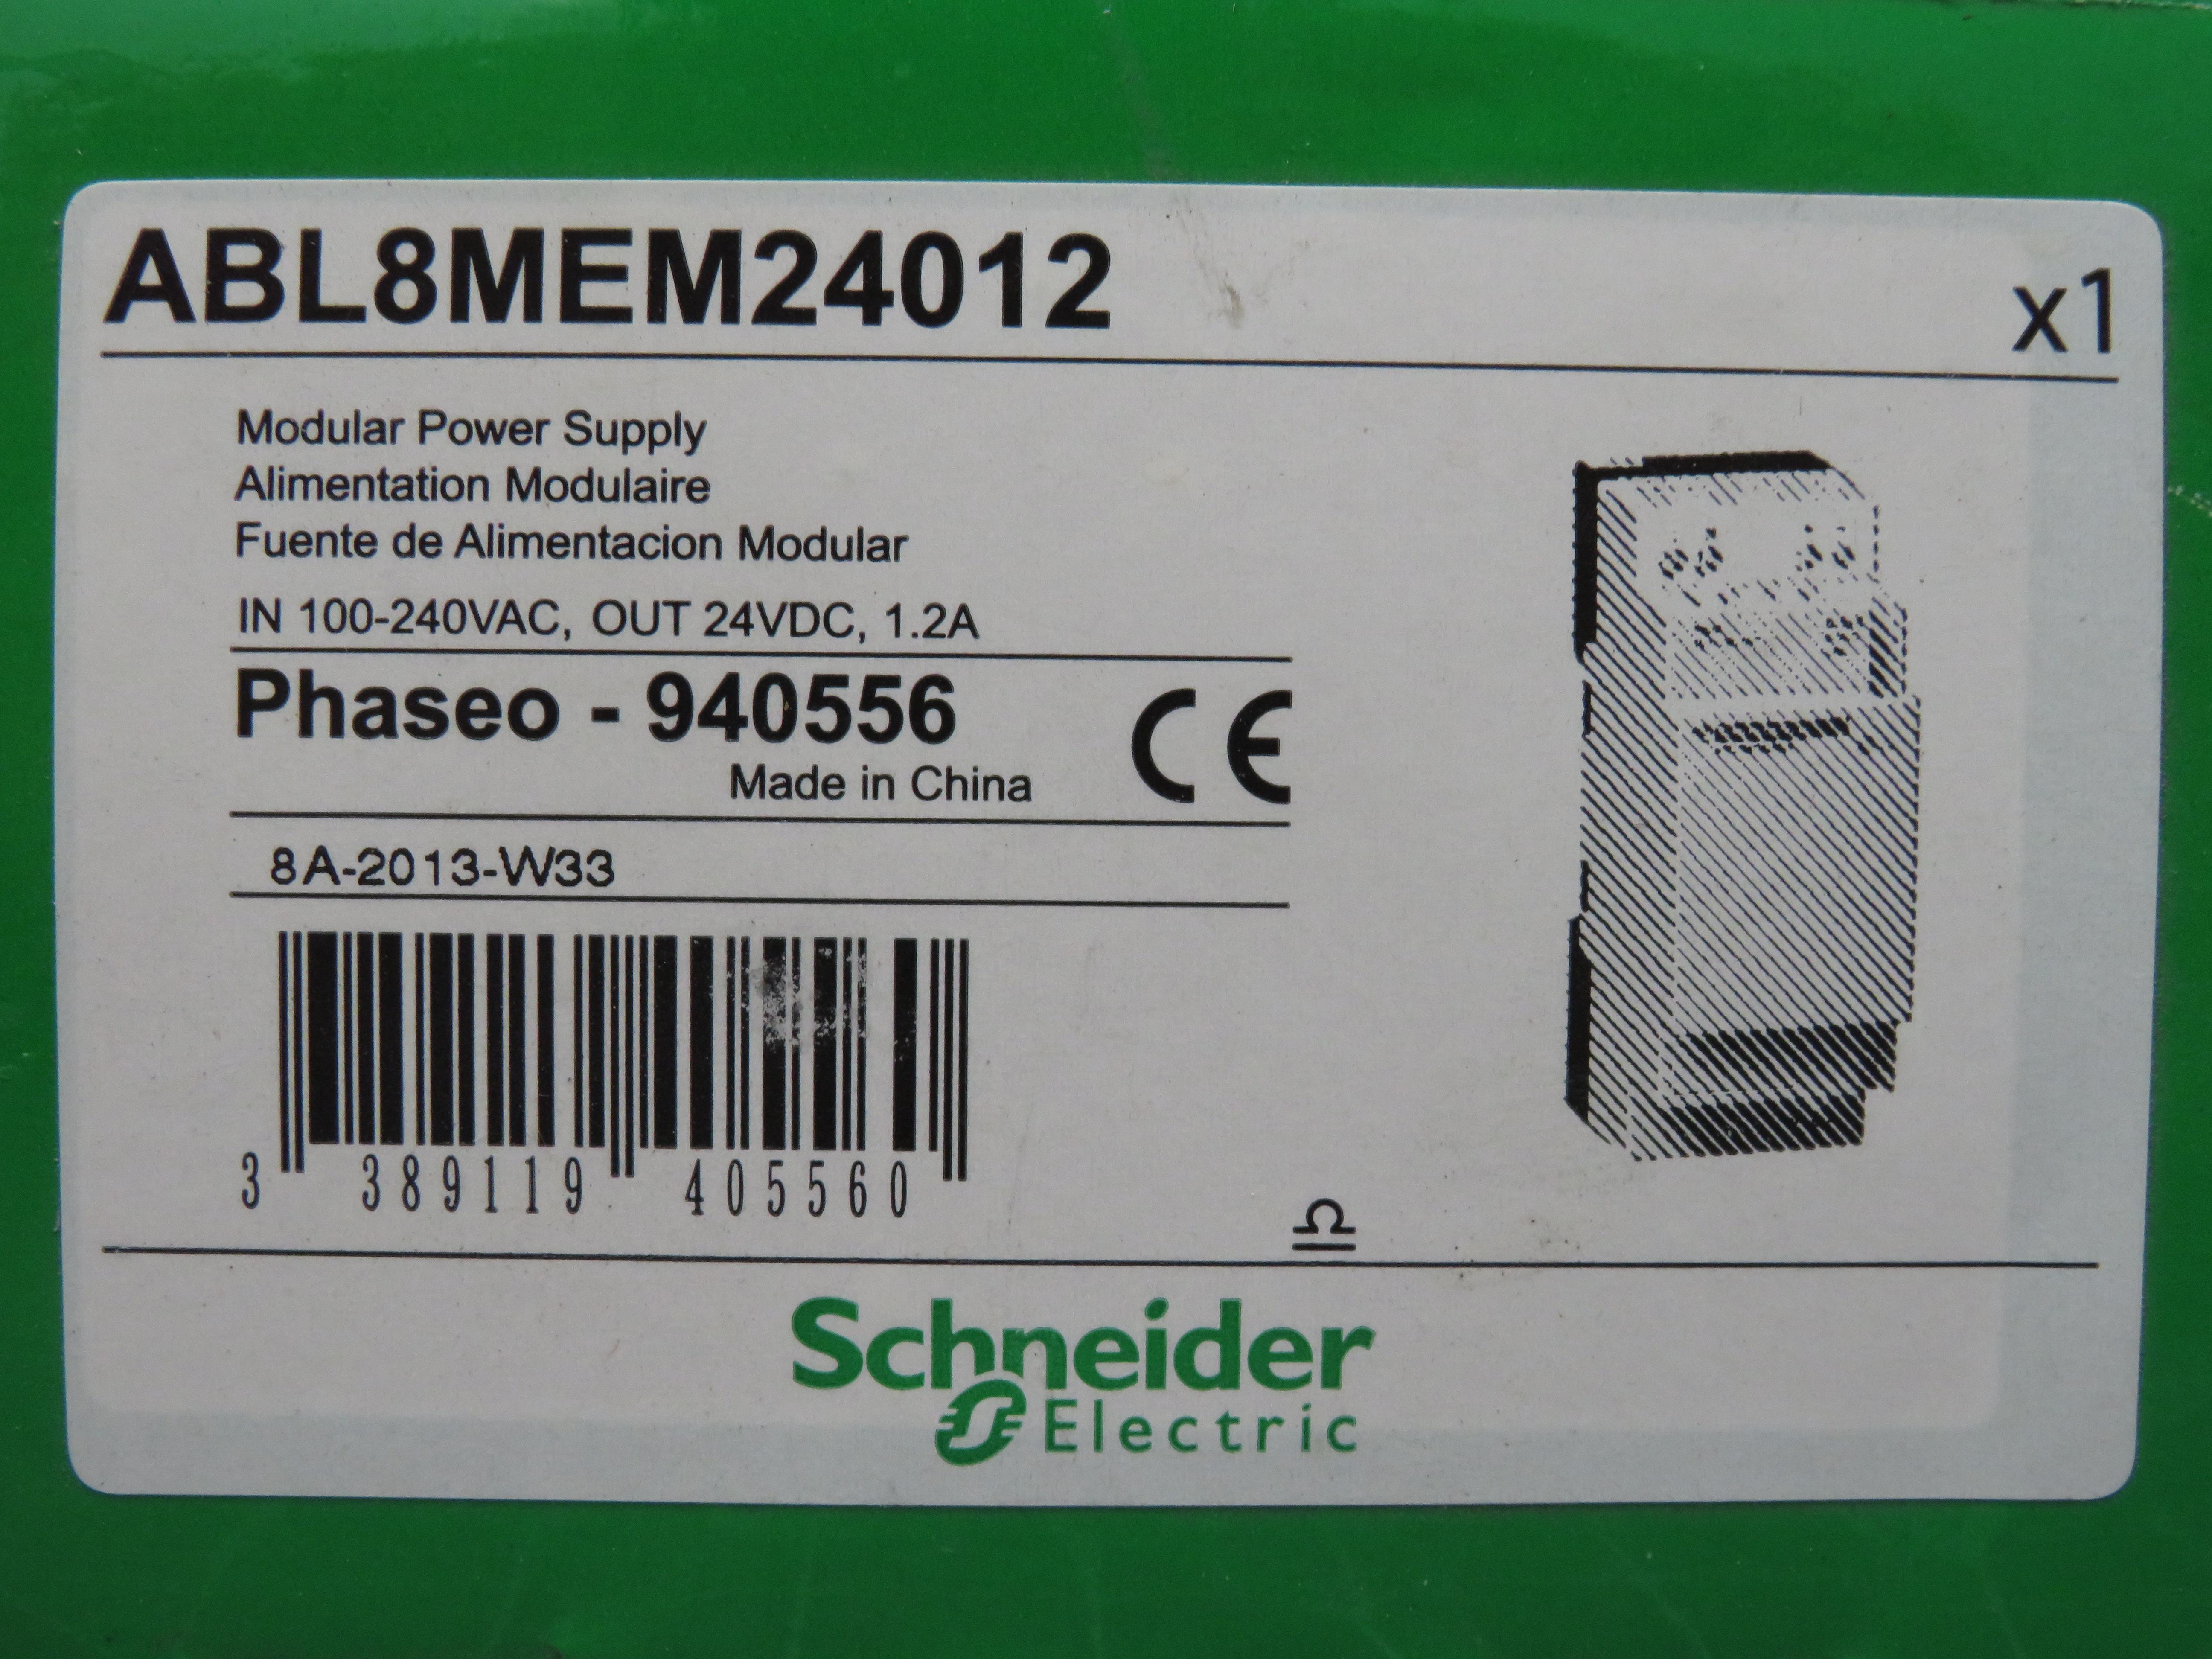 ABL8MEM24012
x1
Modular Power Supply
Alimentation Modulaire
Fuente de Alimentacion Modular
IN 100-240VAC, OUT 24VDC, 1.2A
Phaseo - 940556
CE
Made in China
8A-2013-W33
3 389119 405560
Schneider
Electric